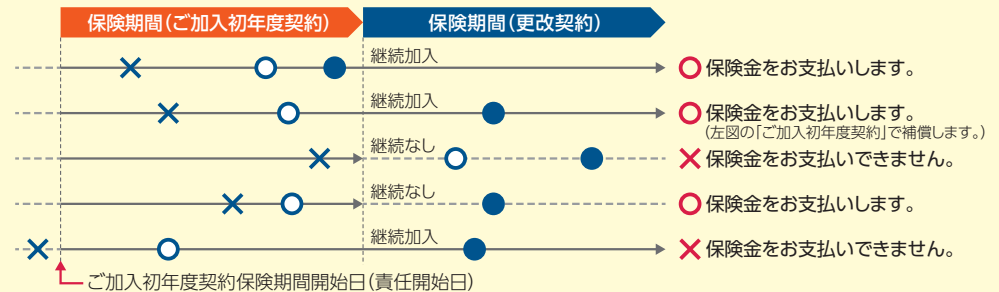 保険期間(ご加入初年度契約) 保険期間(更改契約)
継続加入 保険金をお支払いします。
継続加入 保険金をお支払いします。
(左図の「ご加入初年度契約」で補償します。)
継続なし 保険金をお支払いできません。
継続なし 保険金をお支払いします。
継続加入 保険金をお支払いできません。
ご加入初年度契約保険期間開始日(責任開始日)